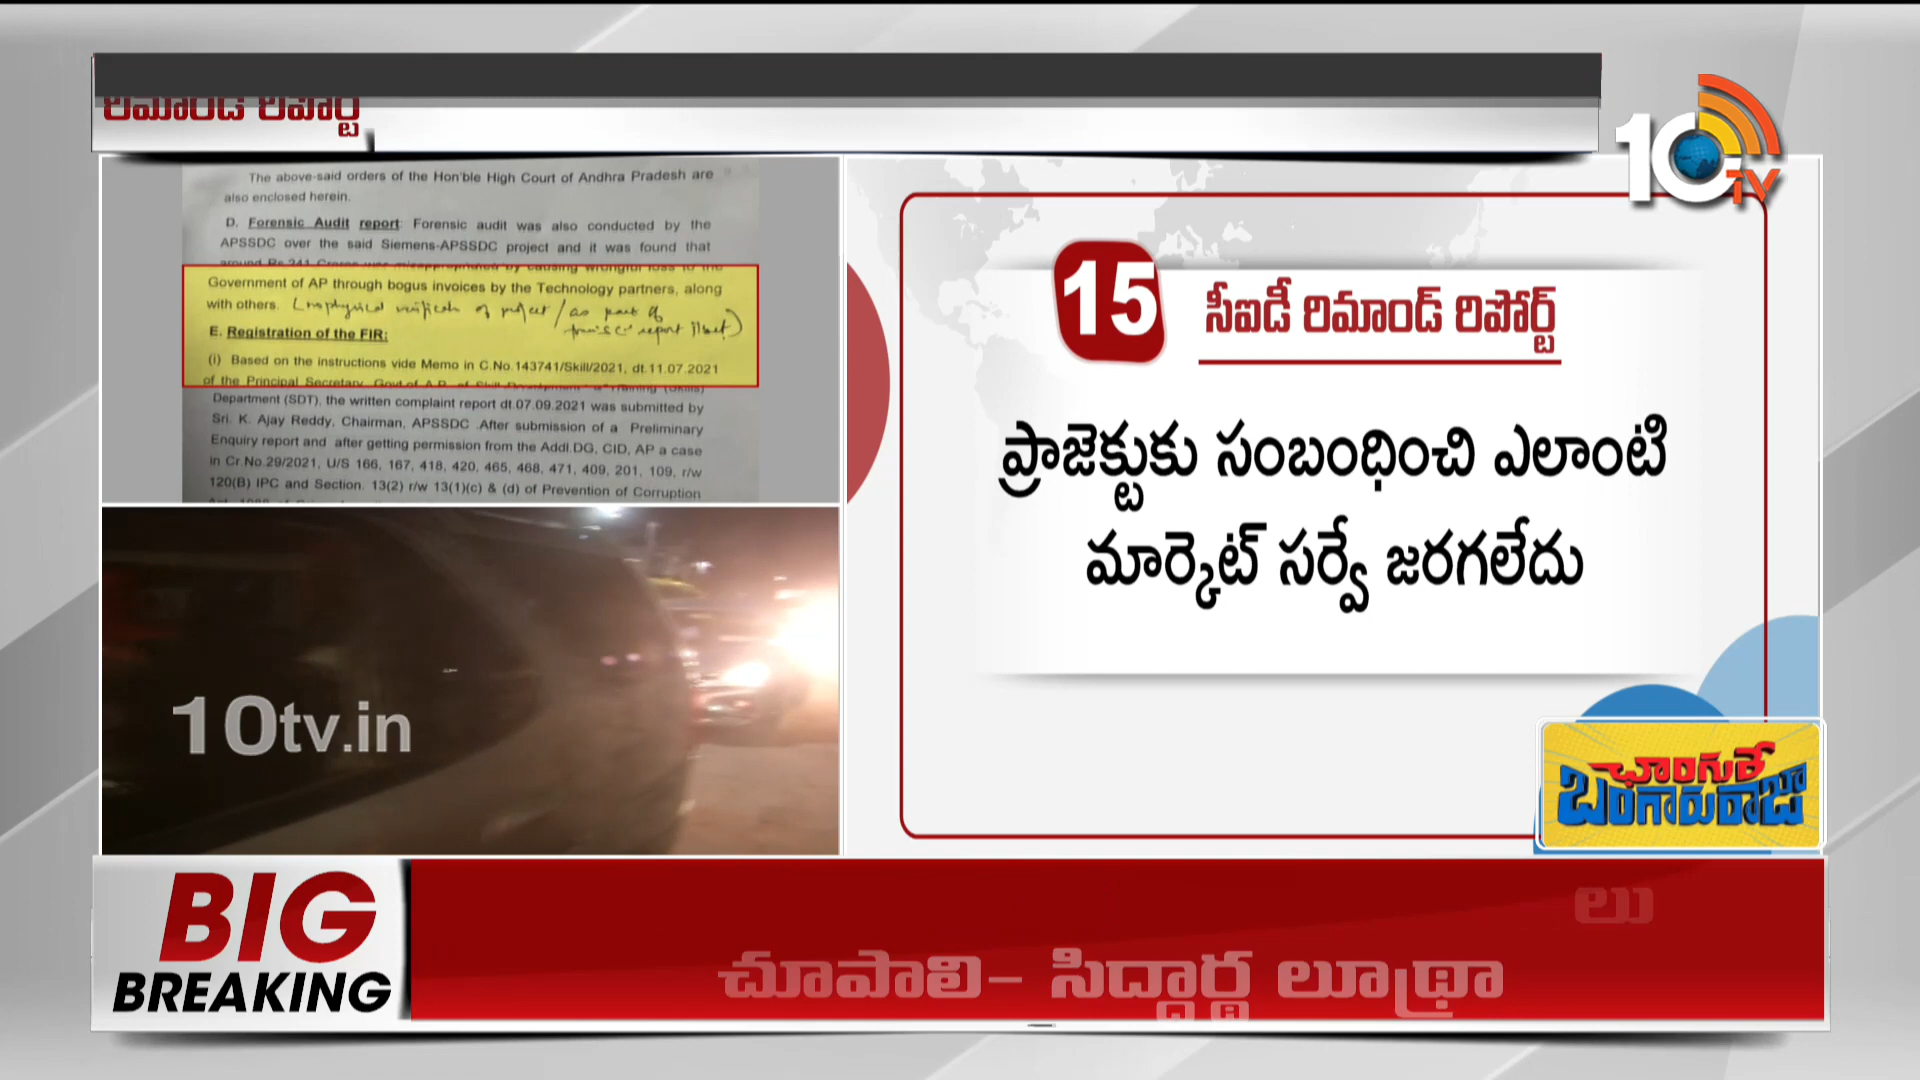 రిమాండ్ రిపోర్ట్
10TV
The above-said orders of the Hon'ble High Court of Andhra Pradesh are
also enclosed herein.
D. Forensic Audit report: Forensic audit was also conducted by the
APSSDC over the said Siemens-APSSDC project and it was found that
Government of AP through bogus invoices by the Technology partners, along
with others.
E. Registration of the FIR:
(i) Based on the instructions vide Memo in C.No.143741/Skill/2021, dt.11.07.2021
of the Principal Secretary,
Department (SDT), the written complaint report dt.07.09.2021 was submitted by
Sri. K. Ajay Reddy, Chairman, APSSDC .After submission of a Preliminary
Enquiry report and after getting permission from the Addl.DG, CID, AP a case
in Cr.No.29/2021, U/S 166, 167, 418, 420, 465, 468, 471, 409, 201, 109, r/w
120(B) IPC and Section. 13(2) r/w 13(1)(c) & (d) of Prevention of Corruption
10tv.in
15 సీఐడీ రిమాండ్ రిపోర్ట్
ప్రాజెక్టుకు సంబంధించి ఎలాంటి
మార్కెట్ సర్వే జరగలేదు
ఛాంగురే
బంగారురాజా
BIG
BREAKING
లు
చూపాలి- సిద్దార్థ లూథ్రా